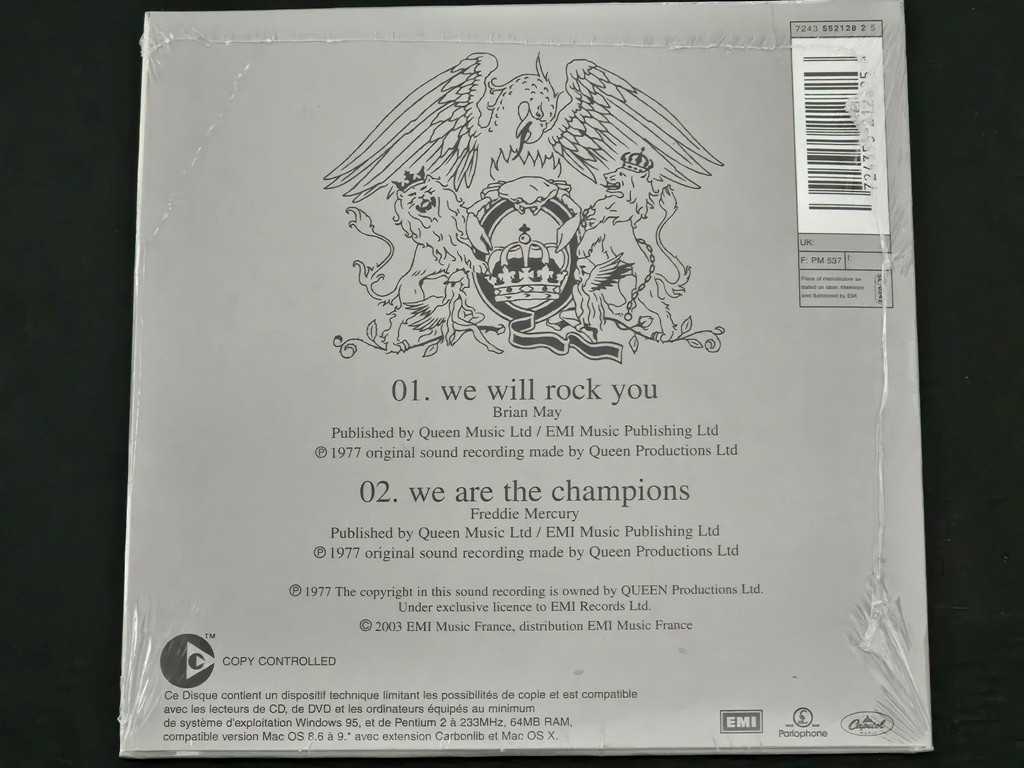 7243 552128 2 5
UK:
F: PM 537
01. we will rock you
Brian May
Published by Queen Music Ltd / EMI Music Publishing Ltd
℗ 1977 original sound recording made by Queen Productions Ltd
02. we are the champions
Freddie Mercury
Published by Queen Music Ltd / EMI Music Publishing Ltd
℗ 1977 original sound recording made by Queen Productions Ltd
℗ 1977 The copyright in this sound recording is owned by QUEEN Productions Ltd.
Under exclusive licence to EMI Records Ltd.
© 2003 EMI Music France, distribution EMI Music France
TM
COPY CONTROLLED
Ce Disque contient un dispositif technique limitant les possibilités de copie et est compatible
avec les lecteurs de CD, de DVD et les ordinateurs équipés au minimum
de système d'exploitation Windows 95, et de Pentium 2 à 233MHz, 64MB RAM,
compatible version Mac OS 8.6 à 9.* avec extension Carbonlib et Mac OS X.
EMI
Parlophone
Capitol